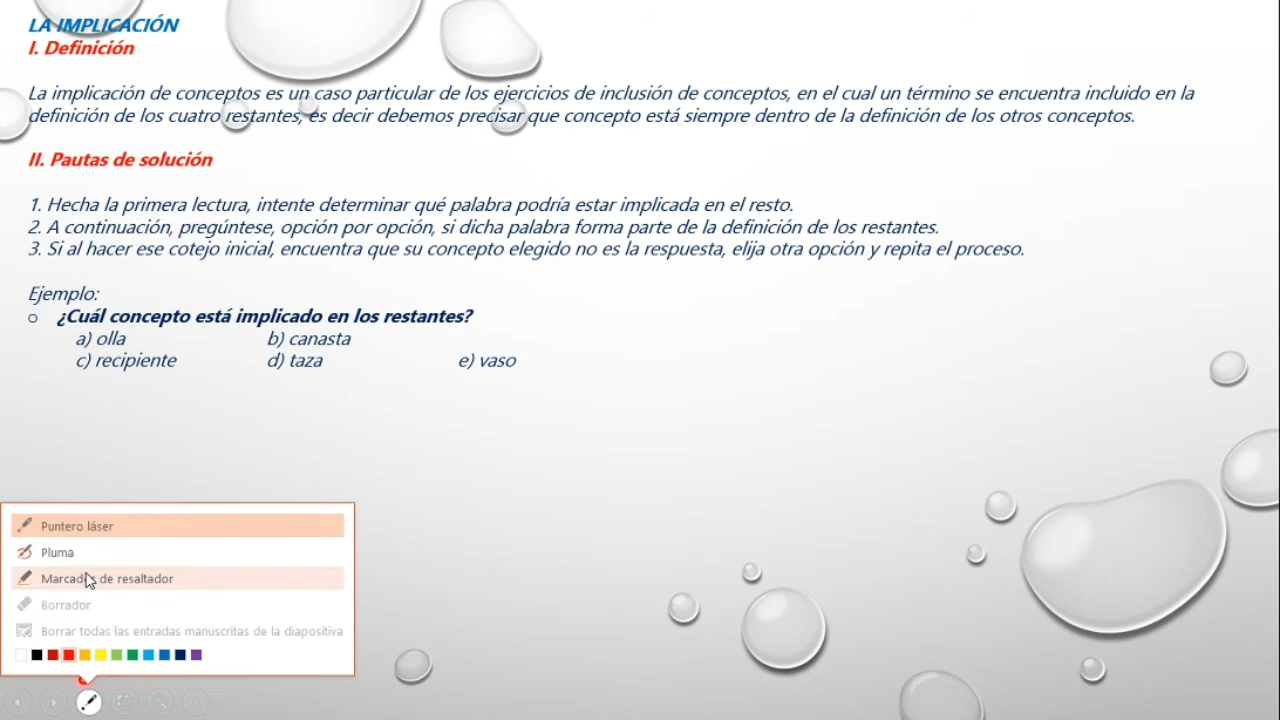 LA IMPLICACIÓN
I. Definición
La implicación de conceptos es un caso particular de los ejercicios de inclusión de conceptos, en el cual un término se encuentra incluido en la
definición de los cuatro restantes, es decir debemos precisar que concepto está siempre dentro de la definición de los otros conceptos.
II. Pautas de solución
1. Hecha la primera lectura, intente determinar qué palabra podría estar implicada en el resto.
2. A continuación, pregúntese, opción por opción, si dicha palabra forma parte de la definición de los restantes.
3. Si al hacer ese cotejo inicial, encuentra que su concepto elegido no es la respuesta, elija otra opción y repita el proceso.
Ejemplo:
o ¿Cuál concepto está implicado en los restantes?
a) olla b) canasta
c) recipiente d) taza e) vaso
Puntero láser
Pluma
Marcador de resaltador
Borrador
Borrar todas las entradas manuscritas de la diapositiva